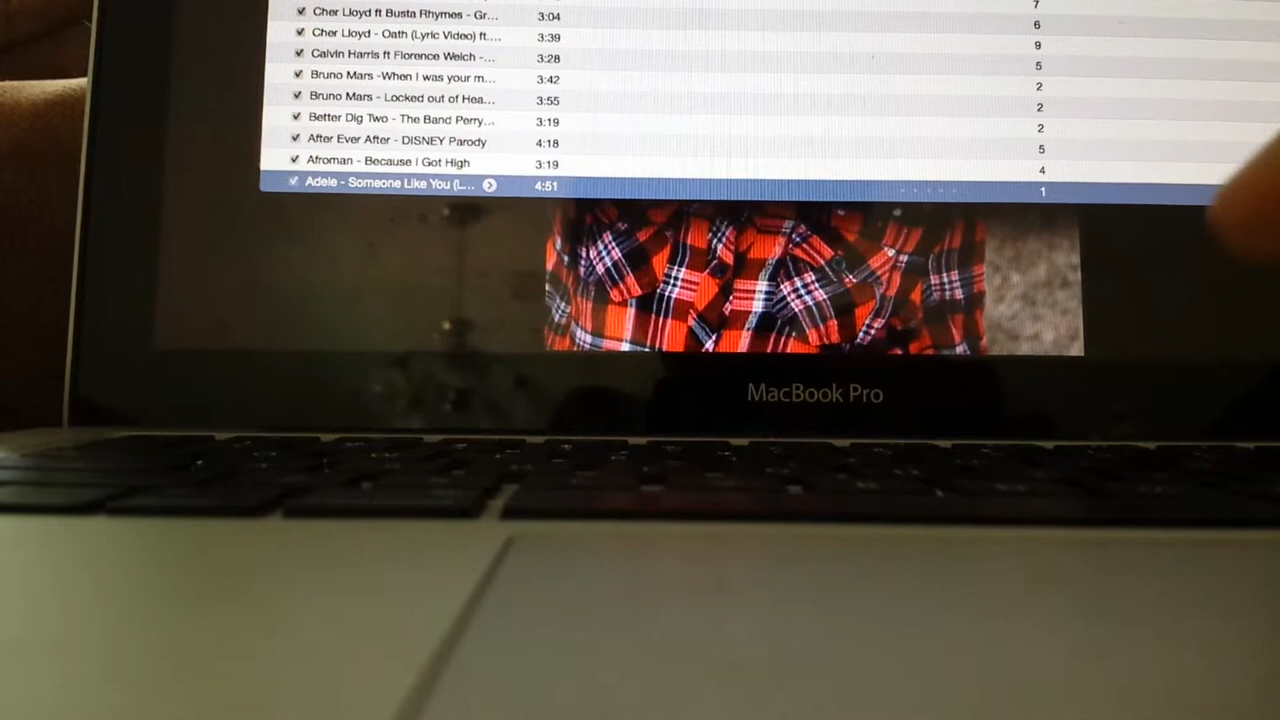 7
Cher Lloyd ft Busta Rhymes - Gr... 3:04 6
Cher Lloyd - Oath (Lyric Video) ft.... 3:39 9
Calvin Harris ft Florence Welch -... 3:28 5
Bruno Mars -When I was your m... 3:42 2
Bruno Mars - Locked out of Hea... 3:55 2
Better Dig Two - The Band Perry... 3:19 2
After Ever After - DISNEY Parody 4:18 5
Afroman - Because I Got High 3:19 4
Adele - Someone Like You (L... 4:51 1
MacBook Pro